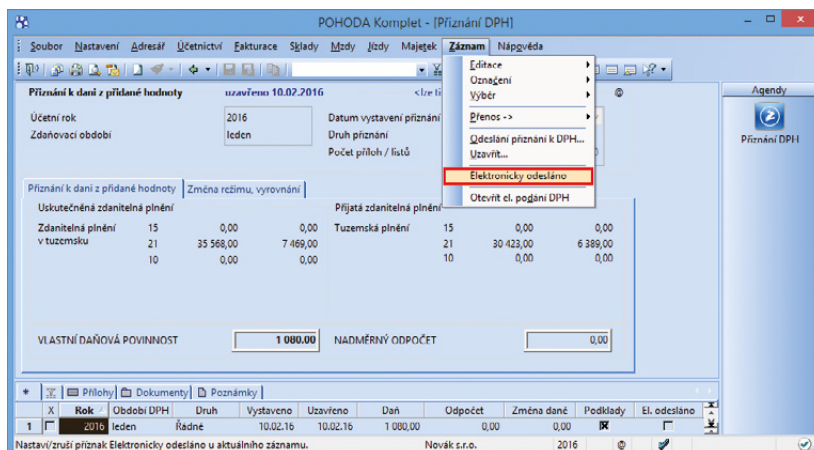 POHODA Komplet - [Přiznání DPH]
Soubor Nastavení Adresář Účetnictví Fakturace Sklady Mzdy Jízdy Majetek Záznam Nápověda
Editace
Označení
Výběr
Přenos ->
Odeslání přiznání k DPH...
Uzavřít...
Elektronicky odesláno
Otevřít el. podání DPH
Agendy
Přiznání DPH
Přiznání k dani z přidané hodnoty uzavřeno 10.02.2016 <lze ti
Účetní rok 2016 Datum vystavení přiznání
Zdaňovací období leden Druh přiznání
Počet příloh / listů
Přiznání k dani z přidané hodnoty Změna režimu, vyrovnání
Uskutečněná zdanitelná plnění Přijatá zdanitelná plnění
Zdanitelná plnění 15 0,00 0,00 Tuzemská plnění 15 0,00 0,00
v tuzemsku 21 35 568,00 7 469,00 21 30 423,00 6 389,00
10 0,00 0,00 10 0,00 0,00
VLASTNÍ DAŇOVÁ POVINNOST 1 080.00 NADMĚRNÝ ODPOČET 0,00
* Přílohy Dokumenty Poznámky
X Rok Období DPH Druh Vystaveno Uzavřeno Daň Odpočet Změna daně Podklady El. odesláno
1 2016 leden Řádné 10.02.16 10.02.16 1 080,00 0,00 0,00
Nastaví/zruší příznak Elektronicky odesláno u aktuálního záznamu. Novák s.r.o. 2016 @